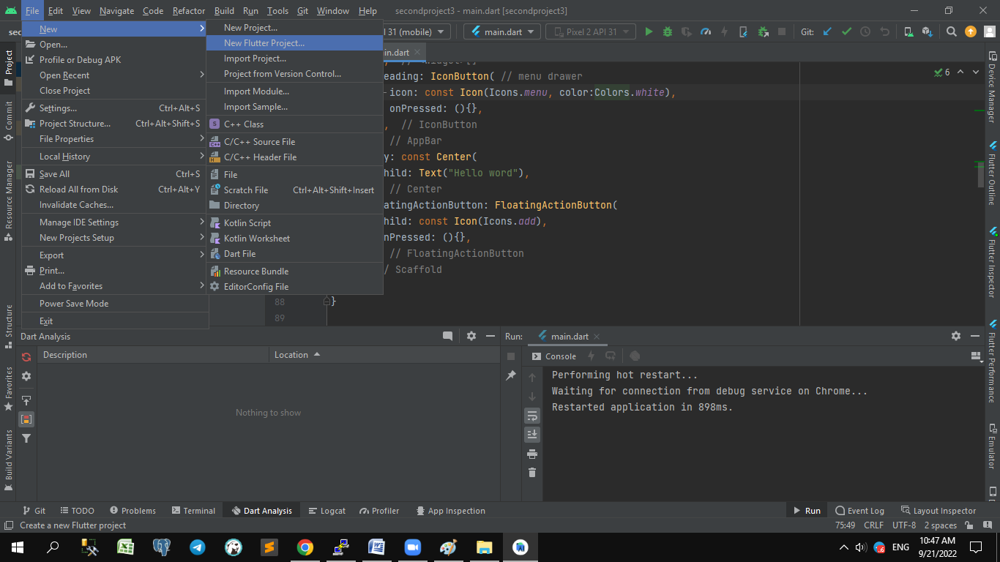 File Edit View Navigate Code Refactor Build Run Tools Git Window Help secondproject3 - main.dart [secondproject3]
31 (mobile) main.dart Pixel 2 API 31 Git:
New
Open...
Profile or Debug APK
Open Recent
Close Project
Settings... Ctrl+Alt+S
Project Structure... Ctrl+Alt+Shift+S
File Properties
Local History
Save All Ctrl+S
Reload All from Disk Ctrl+Alt+Y
Invalidate Caches...
Manage IDE Settings
New Projects Setup
Export
Print...
Add to Favorites
Power Save Mode
Exit
New Project...
New Flutter Project...
Import Project...
Project from Version Control...
Import Module...
Import Sample...
S C++ Class
C/C++ Source File
C/C++ Header File
File
Scratch File Ctrl+Alt+Shift+Insert
Directory
Kotlin Script
Kotlin Worksheet
Dart File
Resource Bundle
EditorConfig File
in.dart
6
eading: IconButton( // menu drawer
icon: const Icon(Icons.menu, color:Colors.white),
onPressed: (){},
, // IconButton
// AppBar
y: const Center(
hild: Text("Hello word"),
// Center
atingActionButton: FloatingActionButton(
hild: const Icon(Icons.add),
nPressed: (){},
// FloatingActionButton
/ Scaffold
88 }
89
Project
Commit
Resource Manager
Structure
Favorites
Build Variants
Device Manager
Flutter Outline
Flutter Inspector
Flutter Performance
Emulator
Dart Analysis
Description Location
Nothing to show
Run: main.dart
Console
Performing hot restart...
Waiting for connection from debug service on Chrome...
Restarted application in 898ms.
Git TODO Problems Terminal Dart Analysis Logcat Profiler App Inspection Run Event Log Layout Inspector
Create a new Flutter project 75:49 CRLF UTF-8 2 spaces
ENG 10:47 AM
9/21/2022